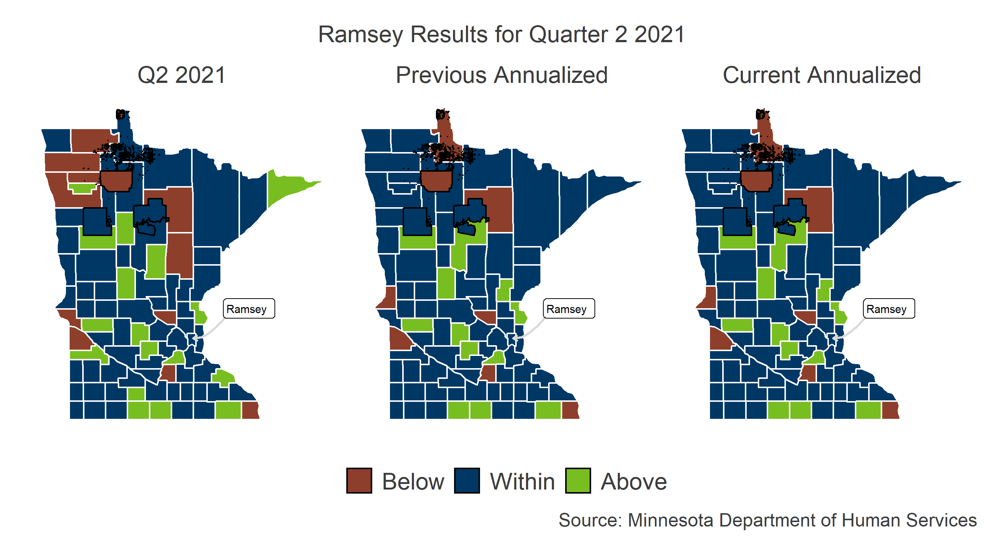 Ramsey Results for Quarter 2 2021
Q2 2021
Previous Annualized
Current Annualized
Ramsey
Ramsey
Ramsey
Below
Within
Above
Source: Minnesota Department of Human Services